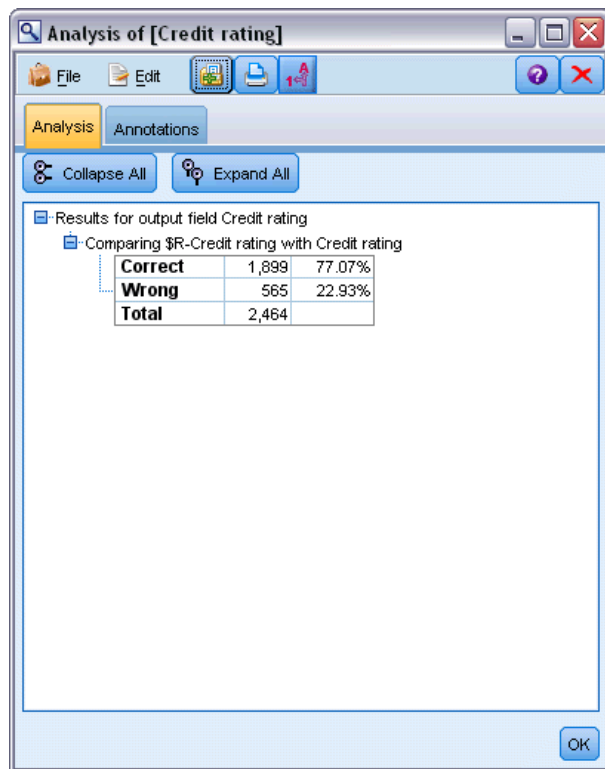 Analysis of [Credit rating]
File Edit
Analysis Annotations
Collapse All Expand All
Results for output field Credit rating
Comparing $R-Credit rating with Credit rating
Correct 1,899 77.07%
Wrong 565 22.93%
Total 2,464
OK